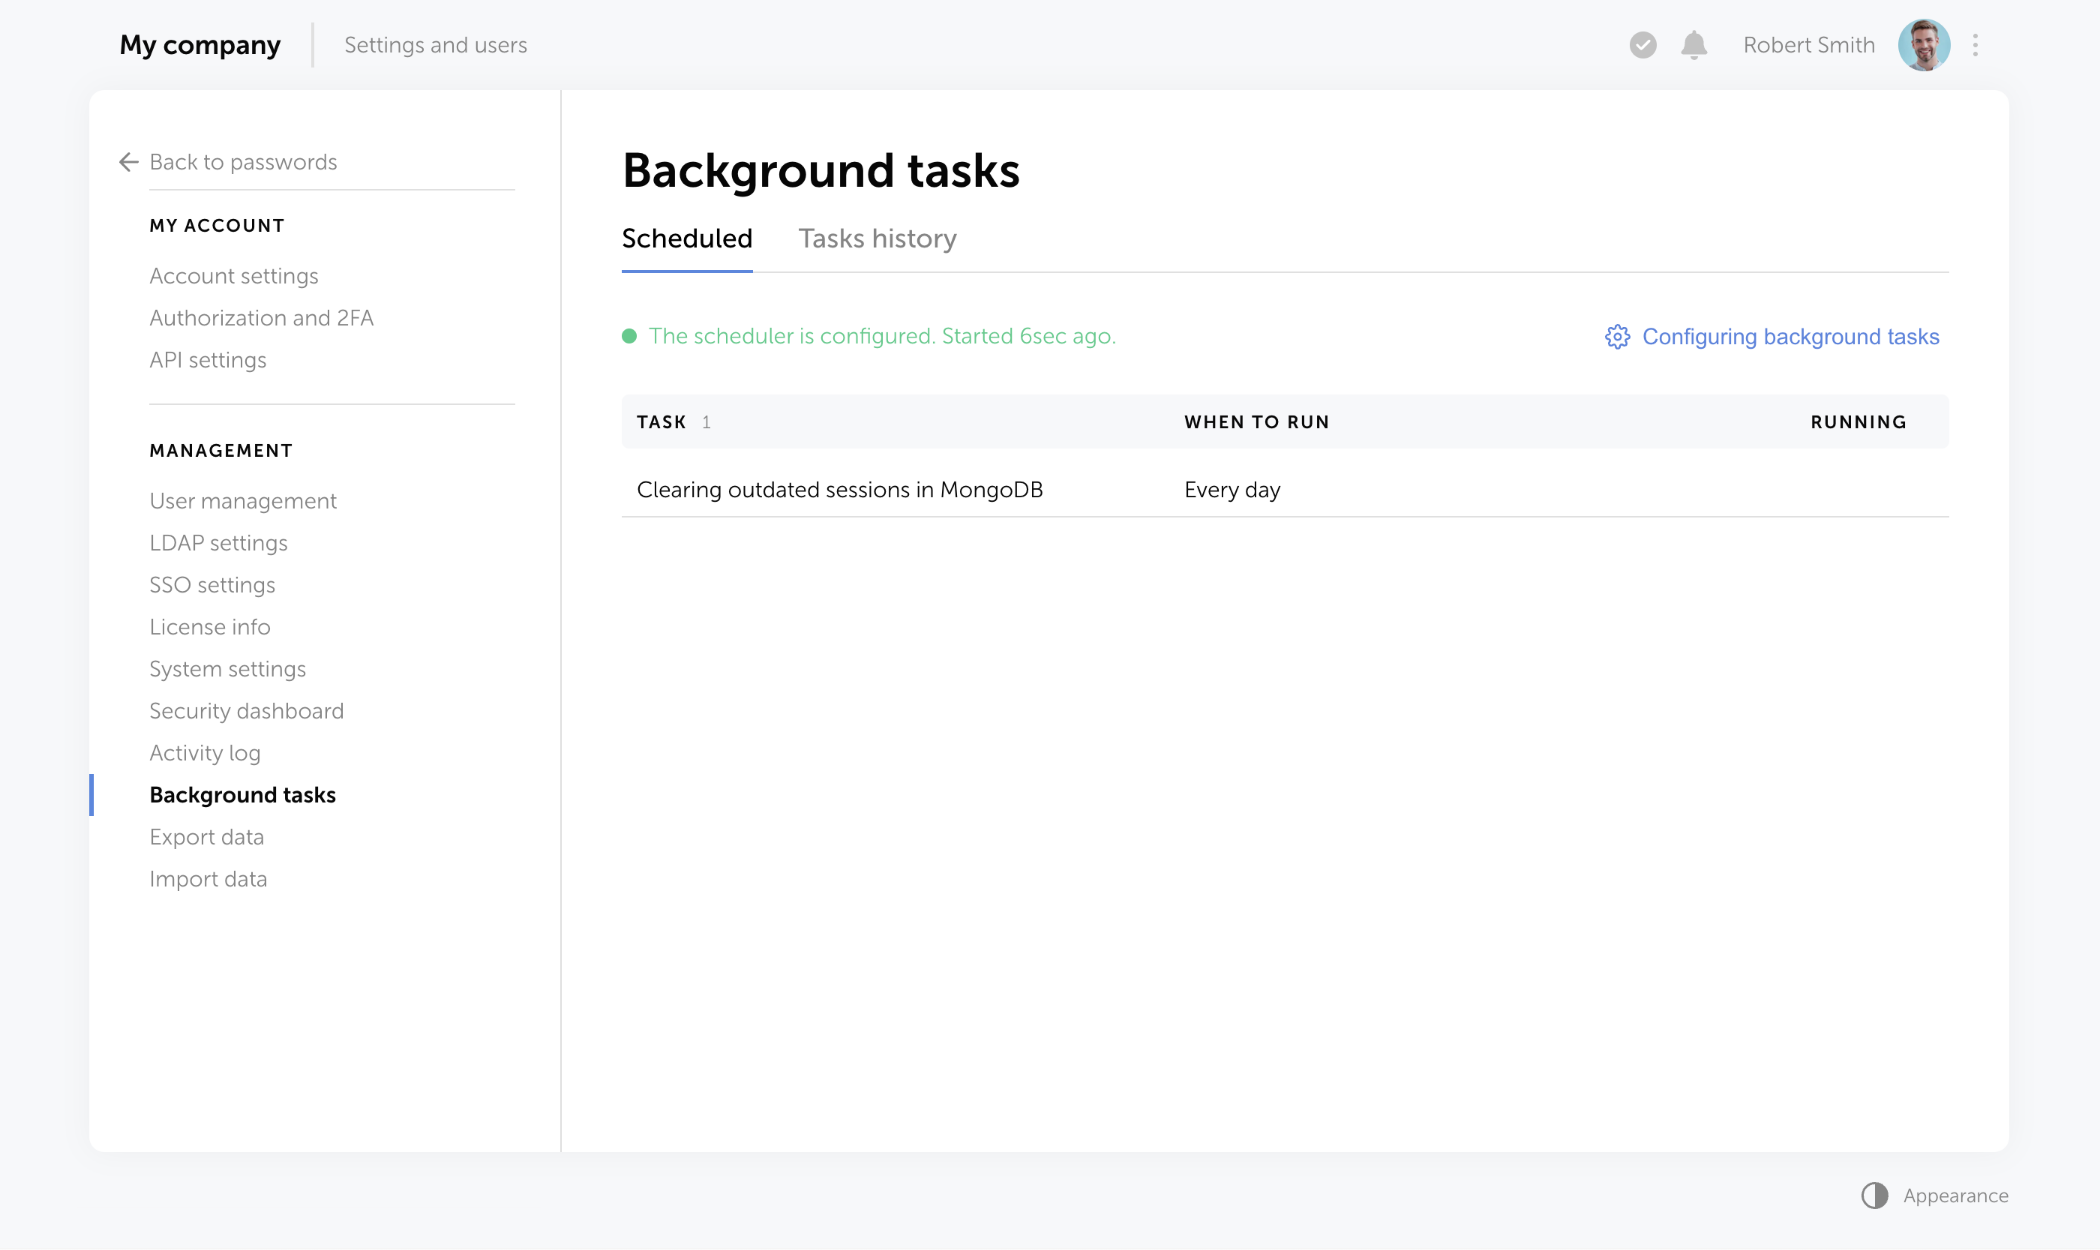 My company
Settings and users
Robert Smith
Back to passwords
MY ACCOUNT
Account settings
Authorization and 2FA
API settings
MANAGEMENT
User management
LDAP settings
SSO settings
License info
System settings
Security dashboard
Activity log
Background tasks
Export data
Import data
Background tasks
Scheduled Tasks history
The scheduler is configured. Started 6sec ago.
Configuring background tasks
TASK 1 WHEN TO RUN RUNNING
Clearing outdated sessions in MongoDB Every day
Appearance